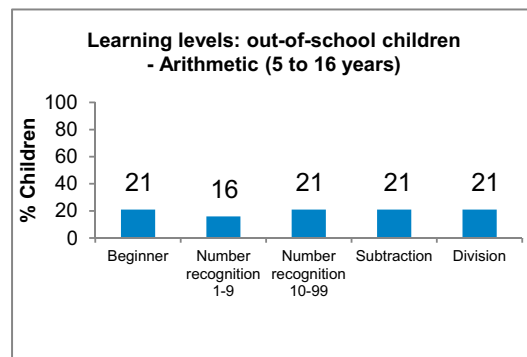 Learning levels: out-of-school children
- Arithmetic (5 to 16 years)
% Children
100
80
60
40
20
0
21
16
21
21
21
Beginner
Number
recognition
1-9
Number
recognition
10-99
Subtraction
Division